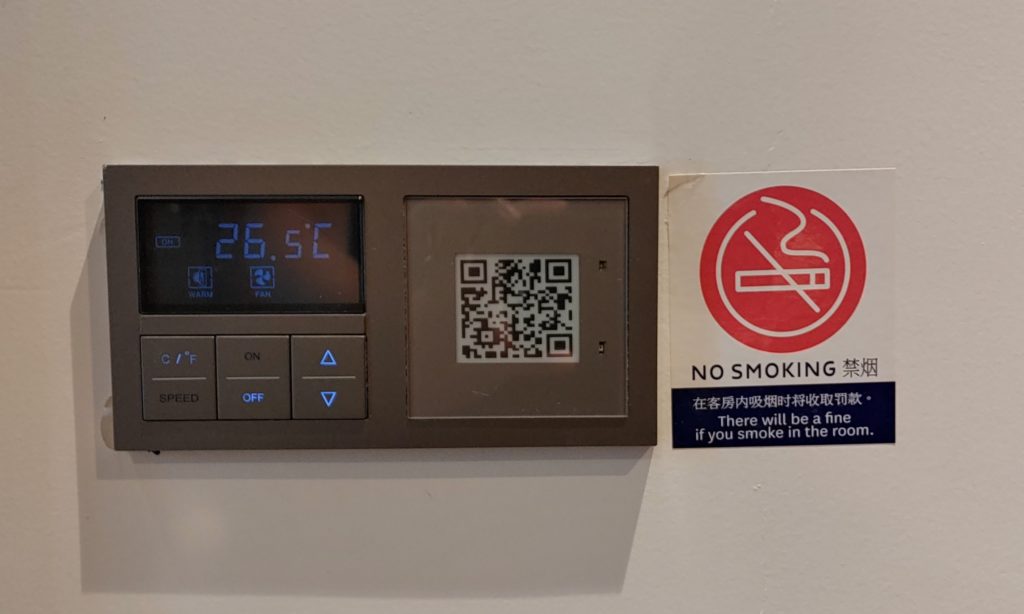 ON
26.5°C
WARM
FAN
°C / °F
ON
SPEED
OFF
NO SMOKING 禁烟
在客房内吸烟时将收取罚款。
There will be a fine
if you smoke in the room.